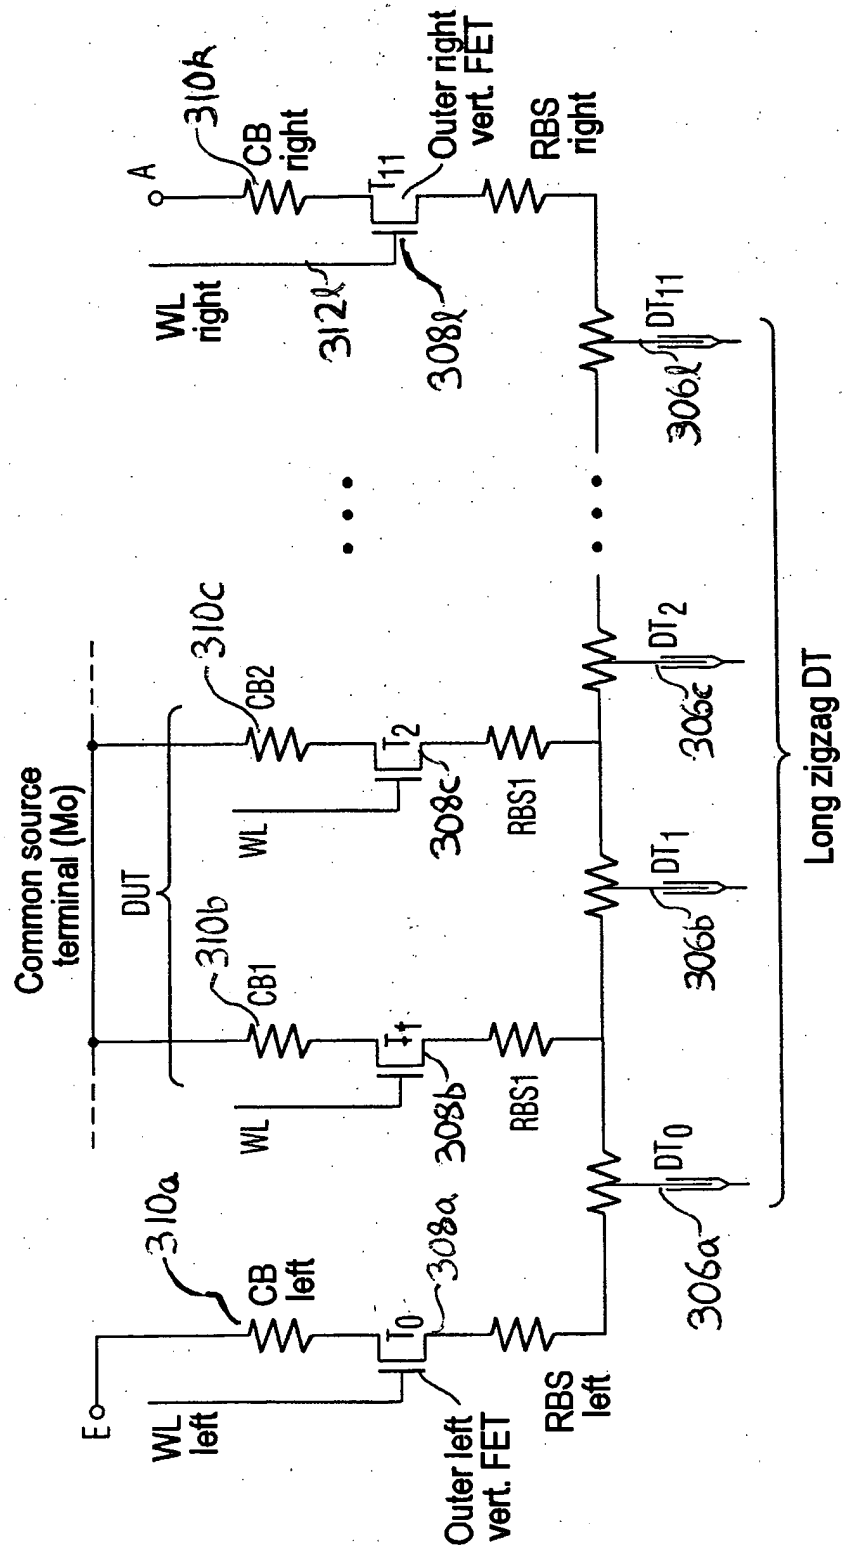 Common source
terminal (Mo)
DUT
E
WL
left
310a
CB
left
T0
308a
Outer left
vert. FET
RBS
left
WL
310b
CB1
T1
308b
RBS1
WL
310c
CB2
T2
308c
RBS1
WL
right
312l
A
310k
CB
right
T11
308l
Outer right
vert. FET
RBS
right
306a
DT0
306b
DT1
306c
DT2
306l
DT11
Long zigzag DT